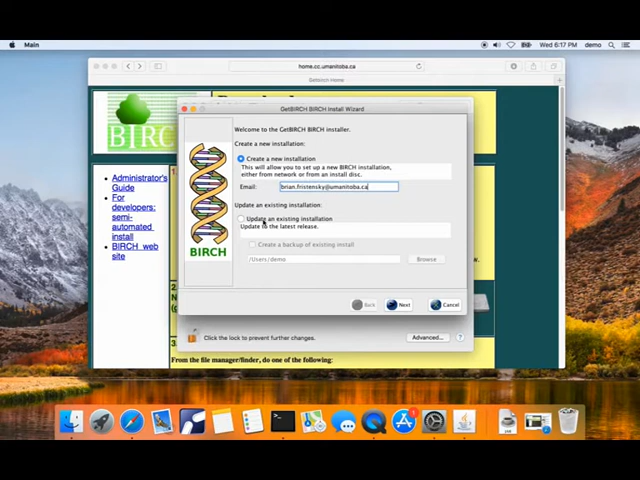 Main
Wed 6:17 PM demo
home.cc.umanitoba.ca
Getbirch Home
BIRCH
Administrator's
Guide
For
developers:
semi-
automated
install
BIRCH web
site
1.
2.
3.
GetBIRCH BIRCH Install Wizard
Welcome to the GetBIRCH BIRCH installer.
Create a new installation:
Create a new installation
This will allow you to set up a new BIRCH installation,
either from network or from an install disc.
Email: brian.fristensky@umanitoba.ca
Update an existing installation:
Update an existing installation
Update to the latest release.
Create a backup of existing install
/Users/demo Browse
BIRCH
Back Next Cancel
Click the lock to prevent further changes. Advanced... ?
From the file manager/finder, do one of the following: